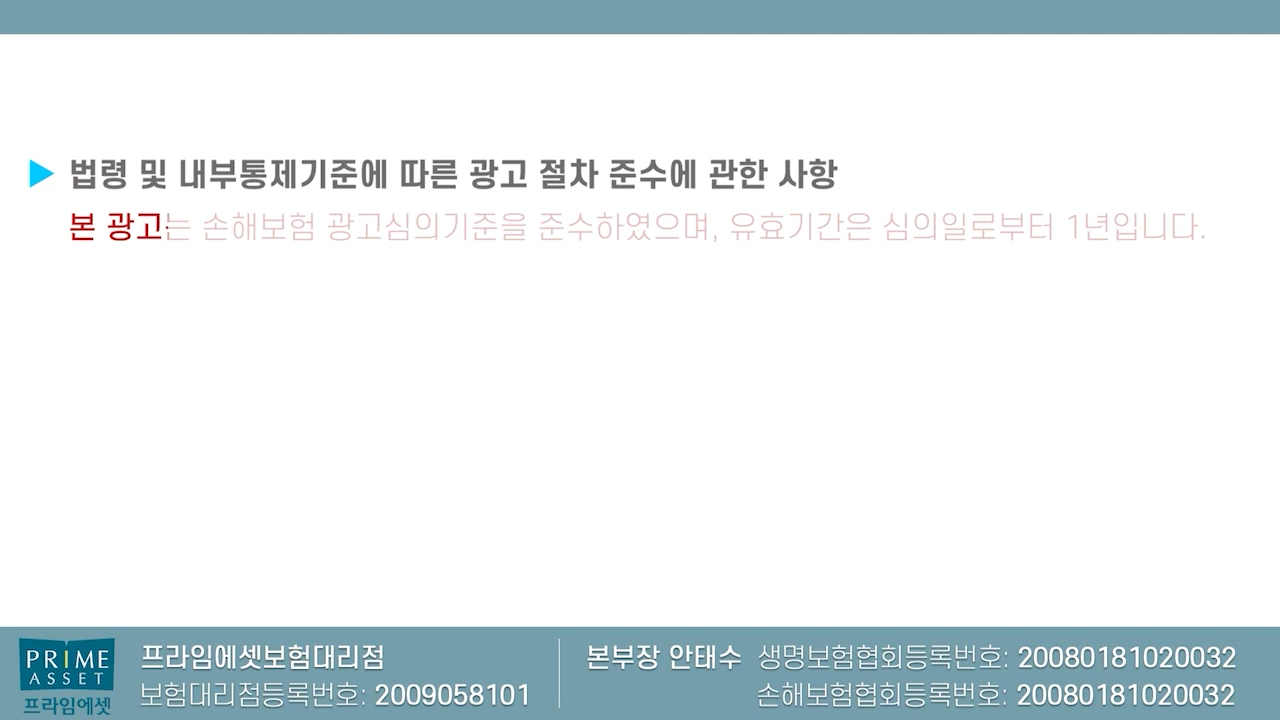 ▶ 법령 및 내부통제기준에 따른 광고 절차 준수에 관한 사항
본 광고는 손해보험 광고심의기준을 준수하였으며, 유효기간은 심의일로부터 1년입니다.
PRIME
ASSET
프라임에셋
프라임에셋보험대리점
보험대리점등록번호: 2009058101
본부장 안태수 생명보험협회등록번호: 20080181020032
손해보험협회등록번호: 20080181020032